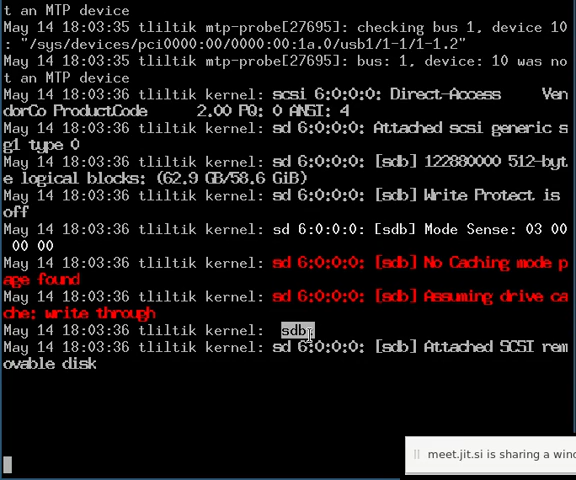 t an MTP device
May 14 18:03:35 tliltik mtp-probe[27695]: checking bus 1, device 10
: "/sys/devices/pci0000:00/0000:00:1a.0/usb1/1-1/1-1.2"
May 14 18:03:36 tliltik mtp-probe[27695]: bus: 1, device: 10 was no
t an MTP device
May 14 18:03:36 tliltik kernel: scsi 6:0:0:0: Direct-Access     Ven
dorCo ProductCode      2.00 PQ: 0 ANSI: 4
May 14 18:03:36 tliltik kernel: sd 6:0:0:0: Attached scsi generic s
g1 type 0
May 14 18:03:36 tliltik kernel: sd 6:0:0:0: [sdb] 122880000 512-byt
e logical blocks: (62.9 GB/58.6 GiB)
May 14 18:03:36 tliltik kernel: sd 6:0:0:0: [sdb] Write Protect is
off
May 14 18:03:36 tliltik kernel: sd 6:0:0:0: [sdb] Mode Sense: 03 00
 00 00
May 14 18:03:36 tliltik kernel: sd 6:0:0:0: [sdb] No Caching mode p
age found
May 14 18:03:36 tliltik kernel: sd 6:0:0:0: [sdb] Assuming drive ca
che: write through
May 14 18:03:36 tliltik kernel:  sdb:
May 14 18:03:36 tliltik kernel: sd 6:0:0:0: [sdb] Attached SCSI rem
ovable disk
meet.jit.si is sharing a wind